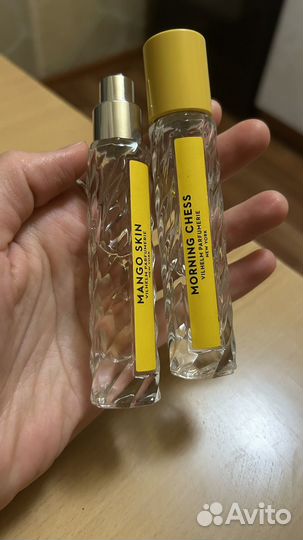 MANGO SKIN
VILHELM PARFUMERIE
MORNING CHESS
VILHELM PARFUMERIE
NEW YORK
Avito